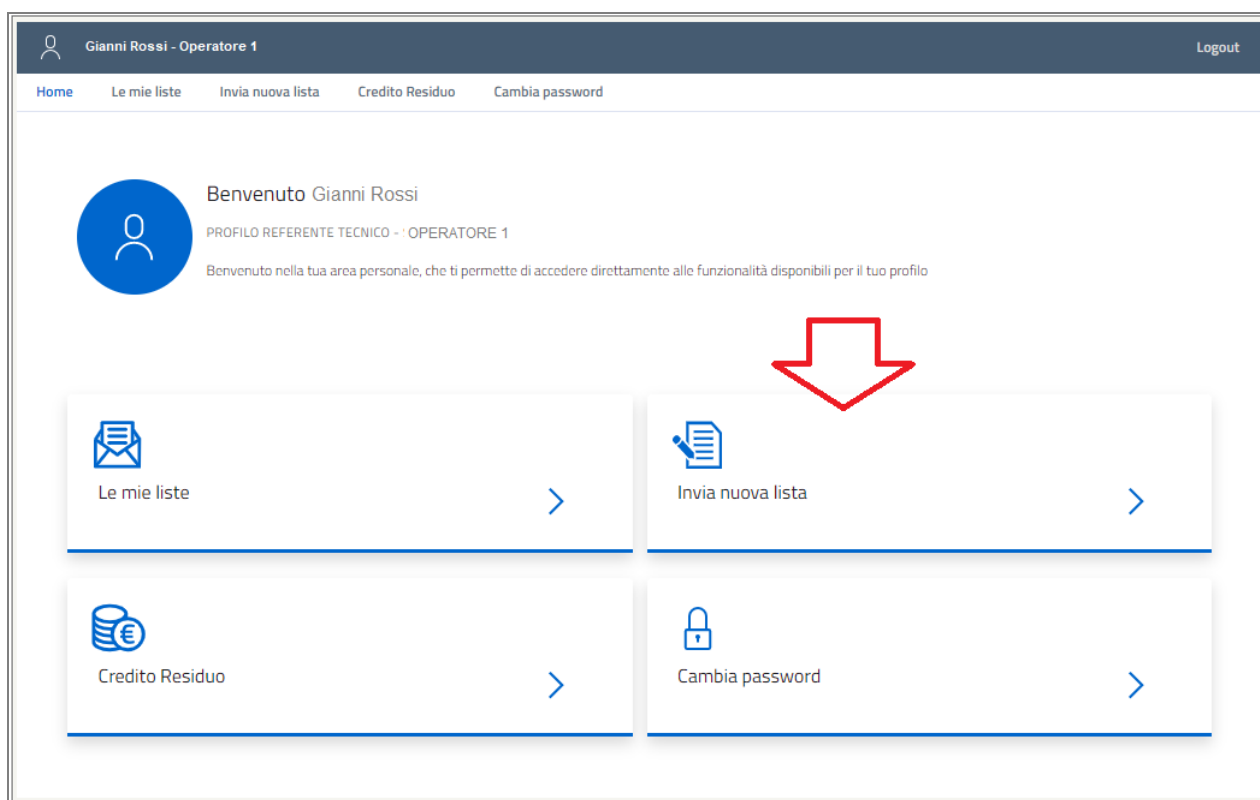 Gianni Rossi - Operatore 1 Logout
Home Le mie liste Invia nuova lista Credito Residuo Cambia password
Benvenuto Gianni Rossi
PROFILO REFERENTE TECNICO - OPERATORE 1
Benvenuto nella tua area personale, che ti permette di accedere direttamente alle funzionalità disponibili per il tuo profilo
Le mie liste Invia nuova lista
Credito Residuo Cambia password